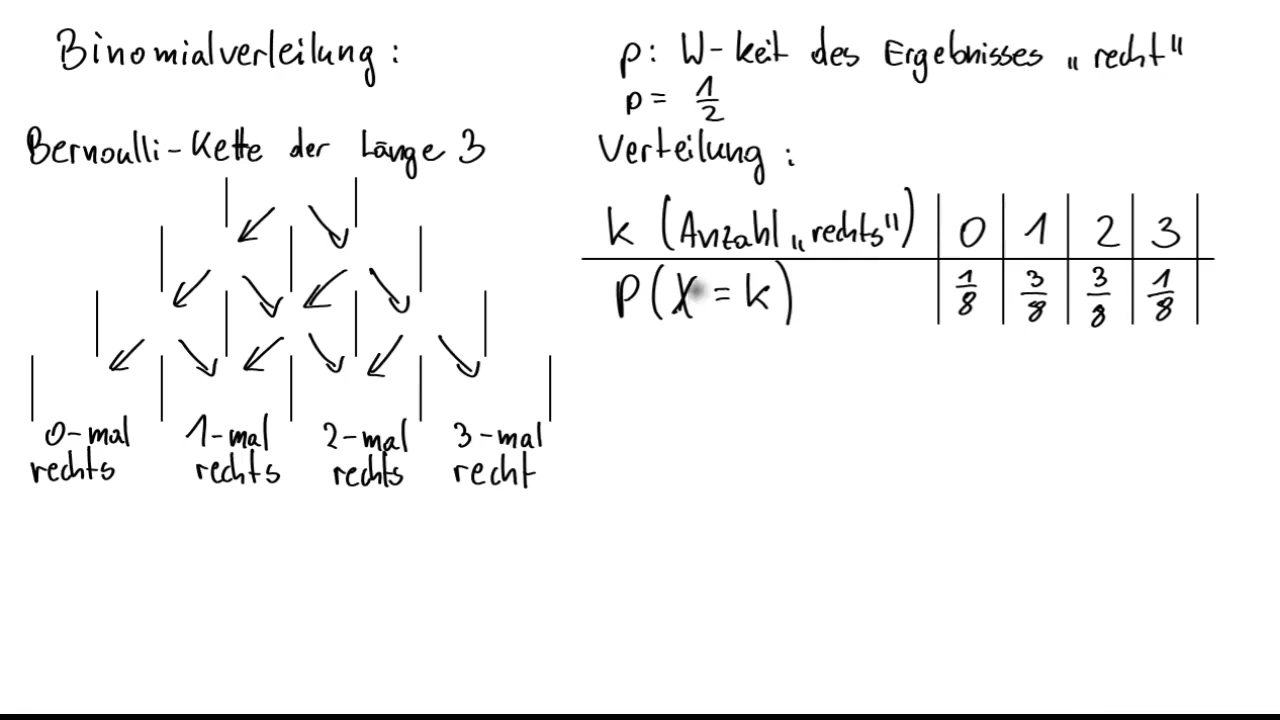 Binomialverleilung:
Bernoulli-Kette der Länge 3
0-mal rechts
1-mal rechts
2-mal rechts
3-mal recht
p: W-keit des Ergebnisses „recht"
p = 1/2
Verteilung:
k (Anzahl „rechts") 0 1 2 3
P(X = k) 1/8 3/8 3/8 1/8